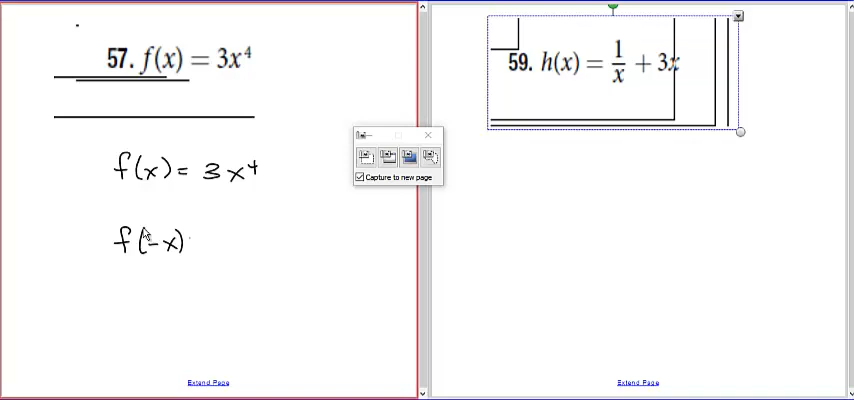 57. f(x) = 3x⁴
f(x) = 3x⁴
f(-x)
Extend Page
59. h(x) = 1/x + 3x
Capture to new page
Extend Page